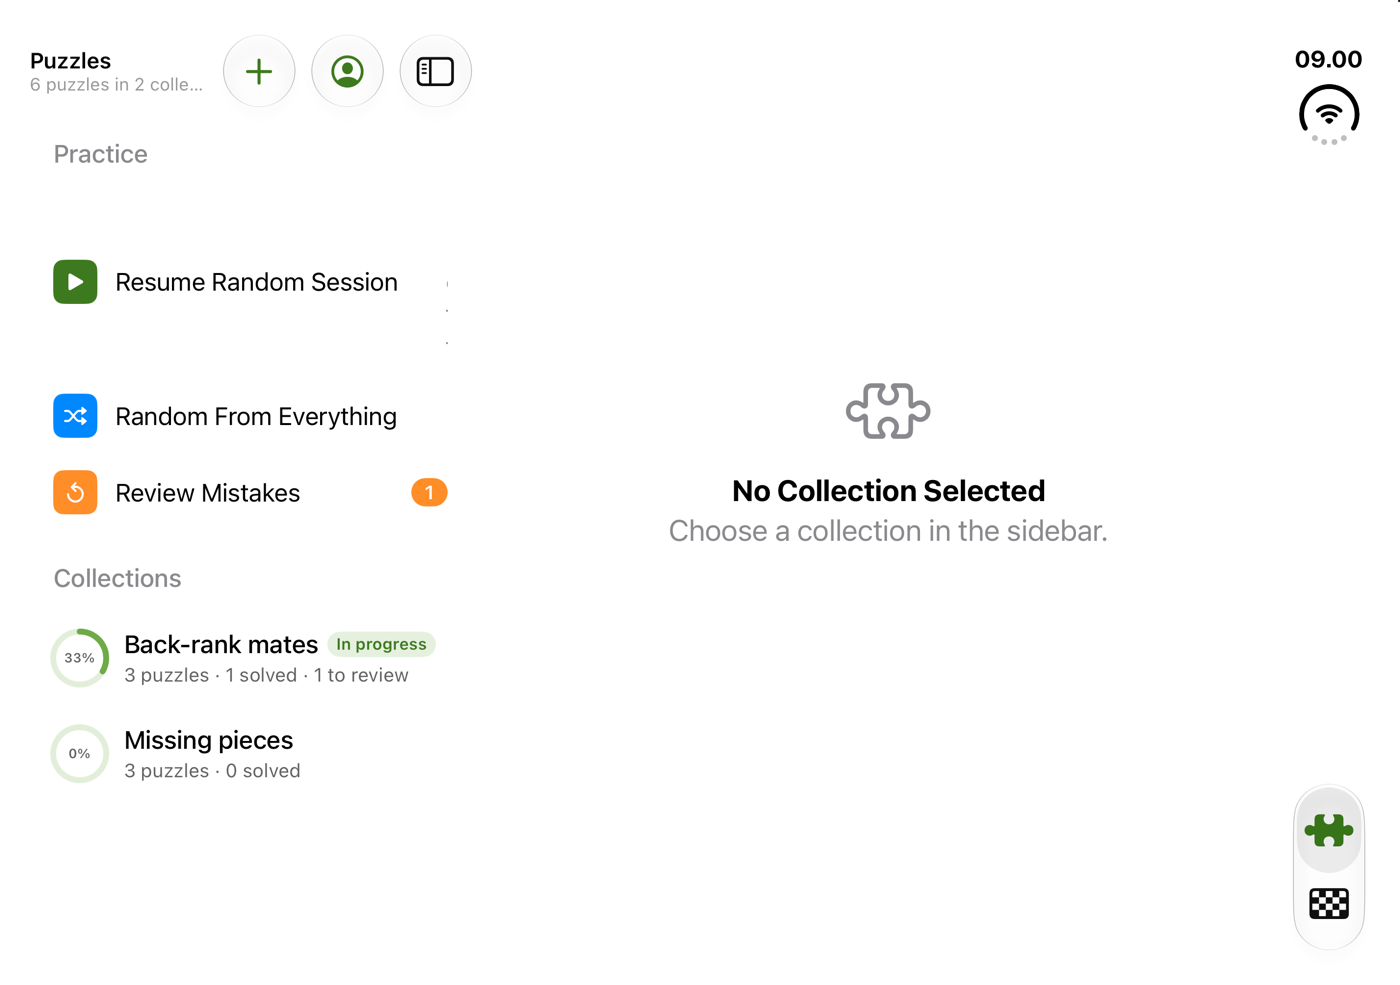 Puzzles
6 puzzles in 2 colle...
09.00
Practice
Resume Random Session
Random From Everything
Review Mistakes 1
Collections
33% Back-rank mates In progress
3 puzzles · 1 solved · 1 to review
0% Missing pieces
3 puzzles · 0 solved
No Collection Selected
Choose a collection in the sidebar.